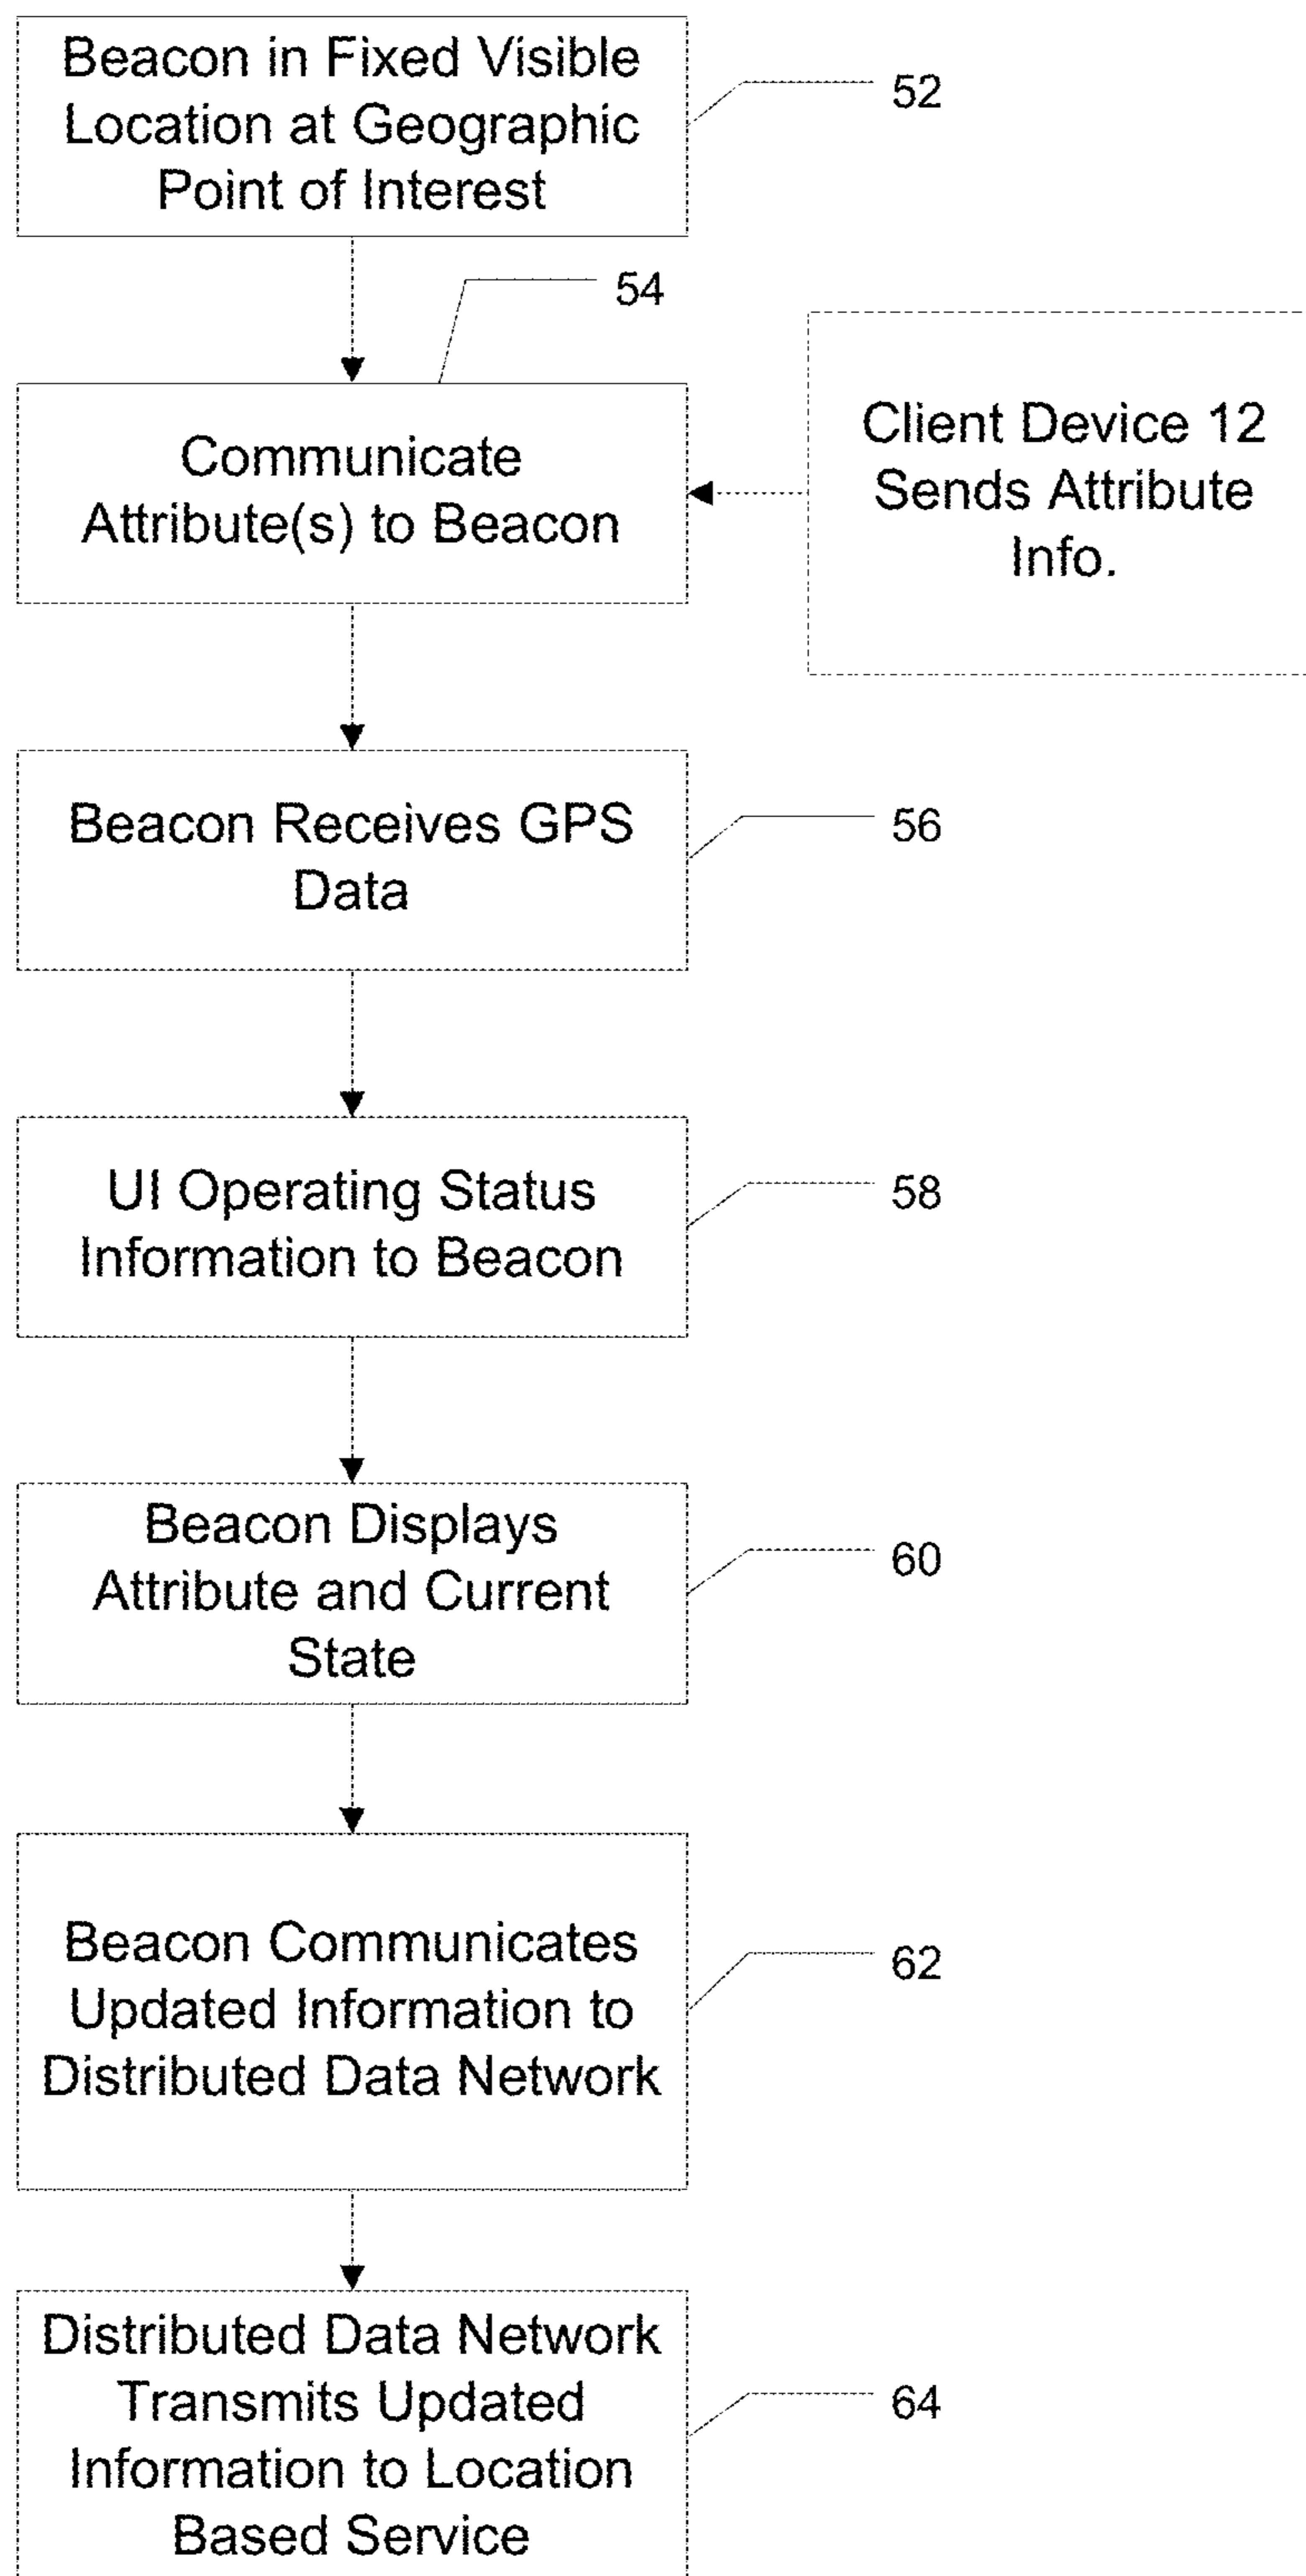 Beacon in Fixed Visible
Location at Geographic
Point of Interest
52
54
Communicate
Attribute(s) to Beacon
Client Device 12
Sends Attribute
Info.
Beacon Receives GPS
Data
56
UI Operating Status
Information to Beacon
58
Beacon Displays
Attribute and Current
State
60
Beacon Communicates
Updated Information to
Distributed Data Network
62
Distributed Data Network
Transmits Updated
Information to Location
Based Service
64